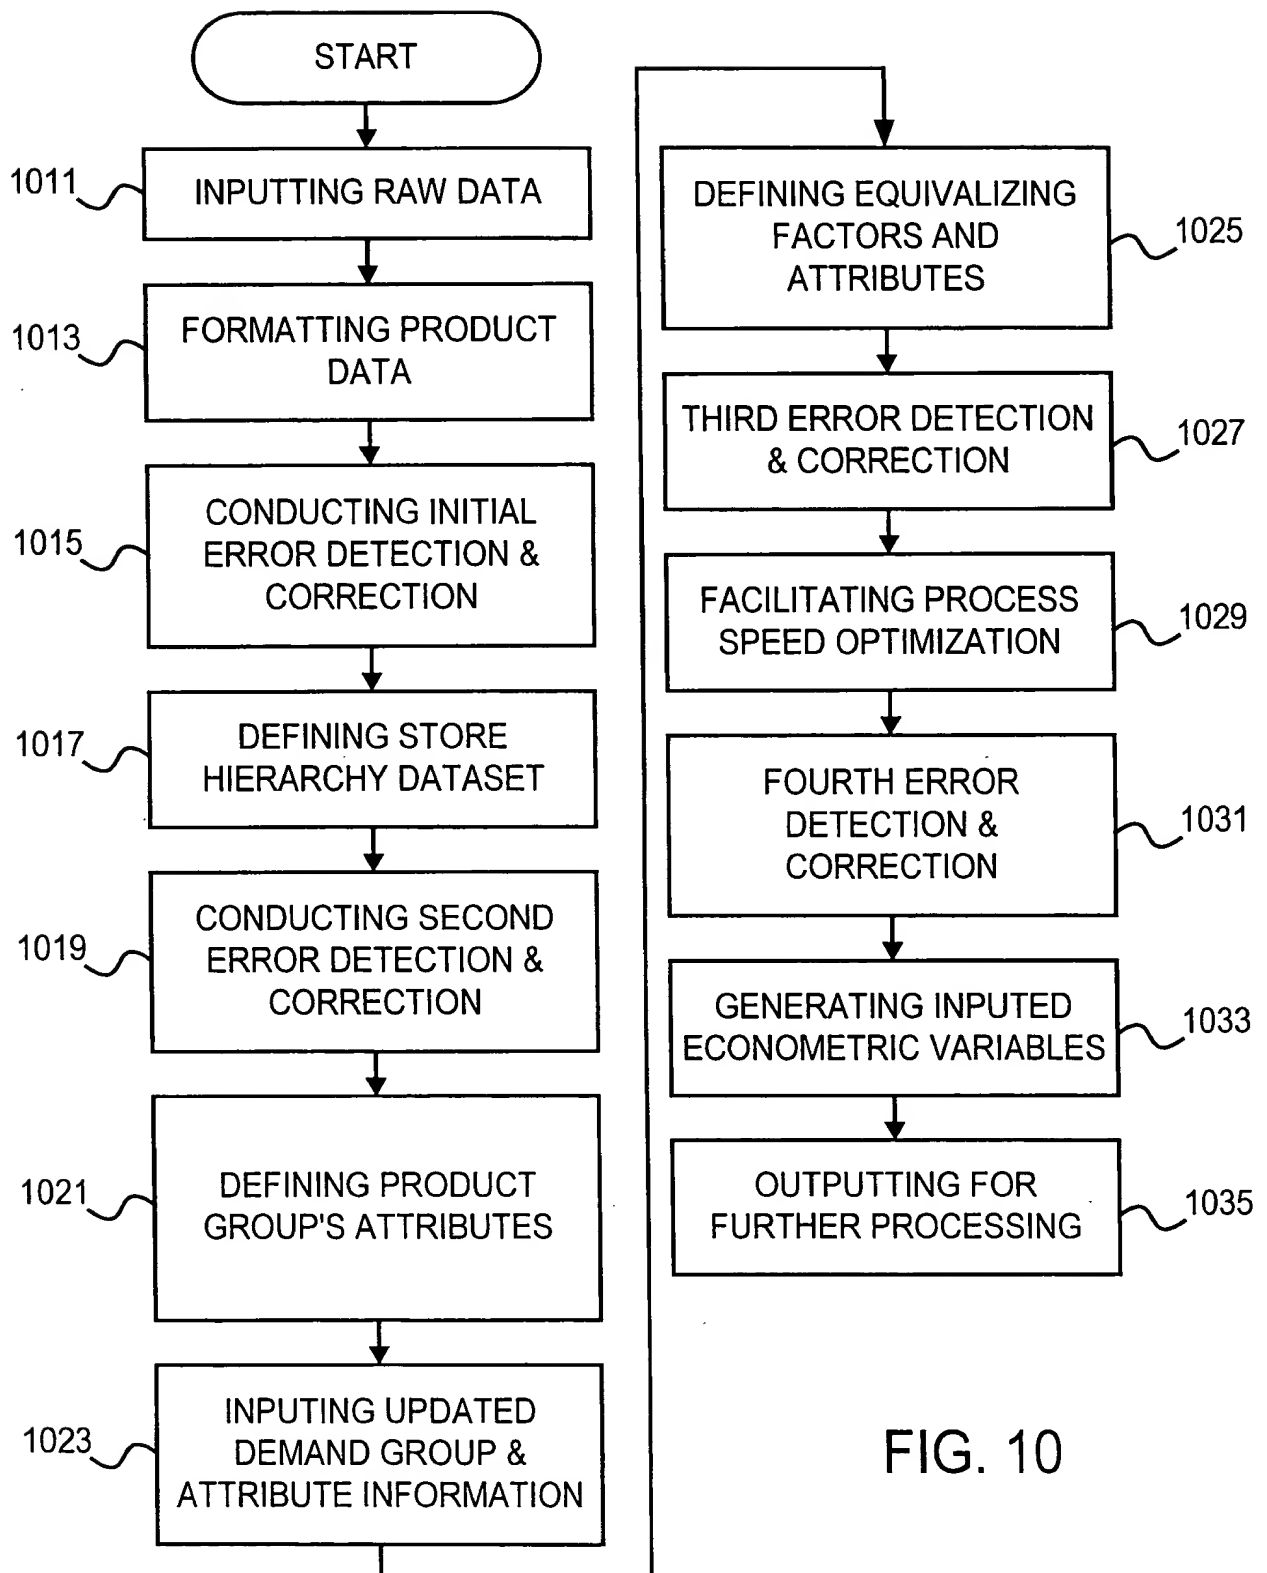 START
1011
INPUTTING RAW DATA
1013
FORMATTING PRODUCT
DATA
1015
CONDUCTING INITIAL
ERROR DETECTION &
CORRECTION
1017
DEFINING STORE
HIERARCHY DATASET
1019
CONDUCTING SECOND
ERROR DETECTION &
CORRECTION
1021
DEFINING PRODUCT
GROUP'S ATTRIBUTES
1023
INPUTING UPDATED
DEMAND GROUP &
ATTRIBUTE INFORMATION
DEFINING EQUIVALIZING
FACTORS AND
ATTRIBUTES
1025
THIRD ERROR DETECTION
& CORRECTION
1027
FACILITATING PROCESS
SPEED OPTIMIZATION
1029
FOURTH ERROR
DETECTION &
CORRECTION
1031
GENERATING INPUTED
ECONOMETRIC VARIABLES
1033
OUTPUTTING FOR
FURTHER PROCESSING
1035
FIG. 10